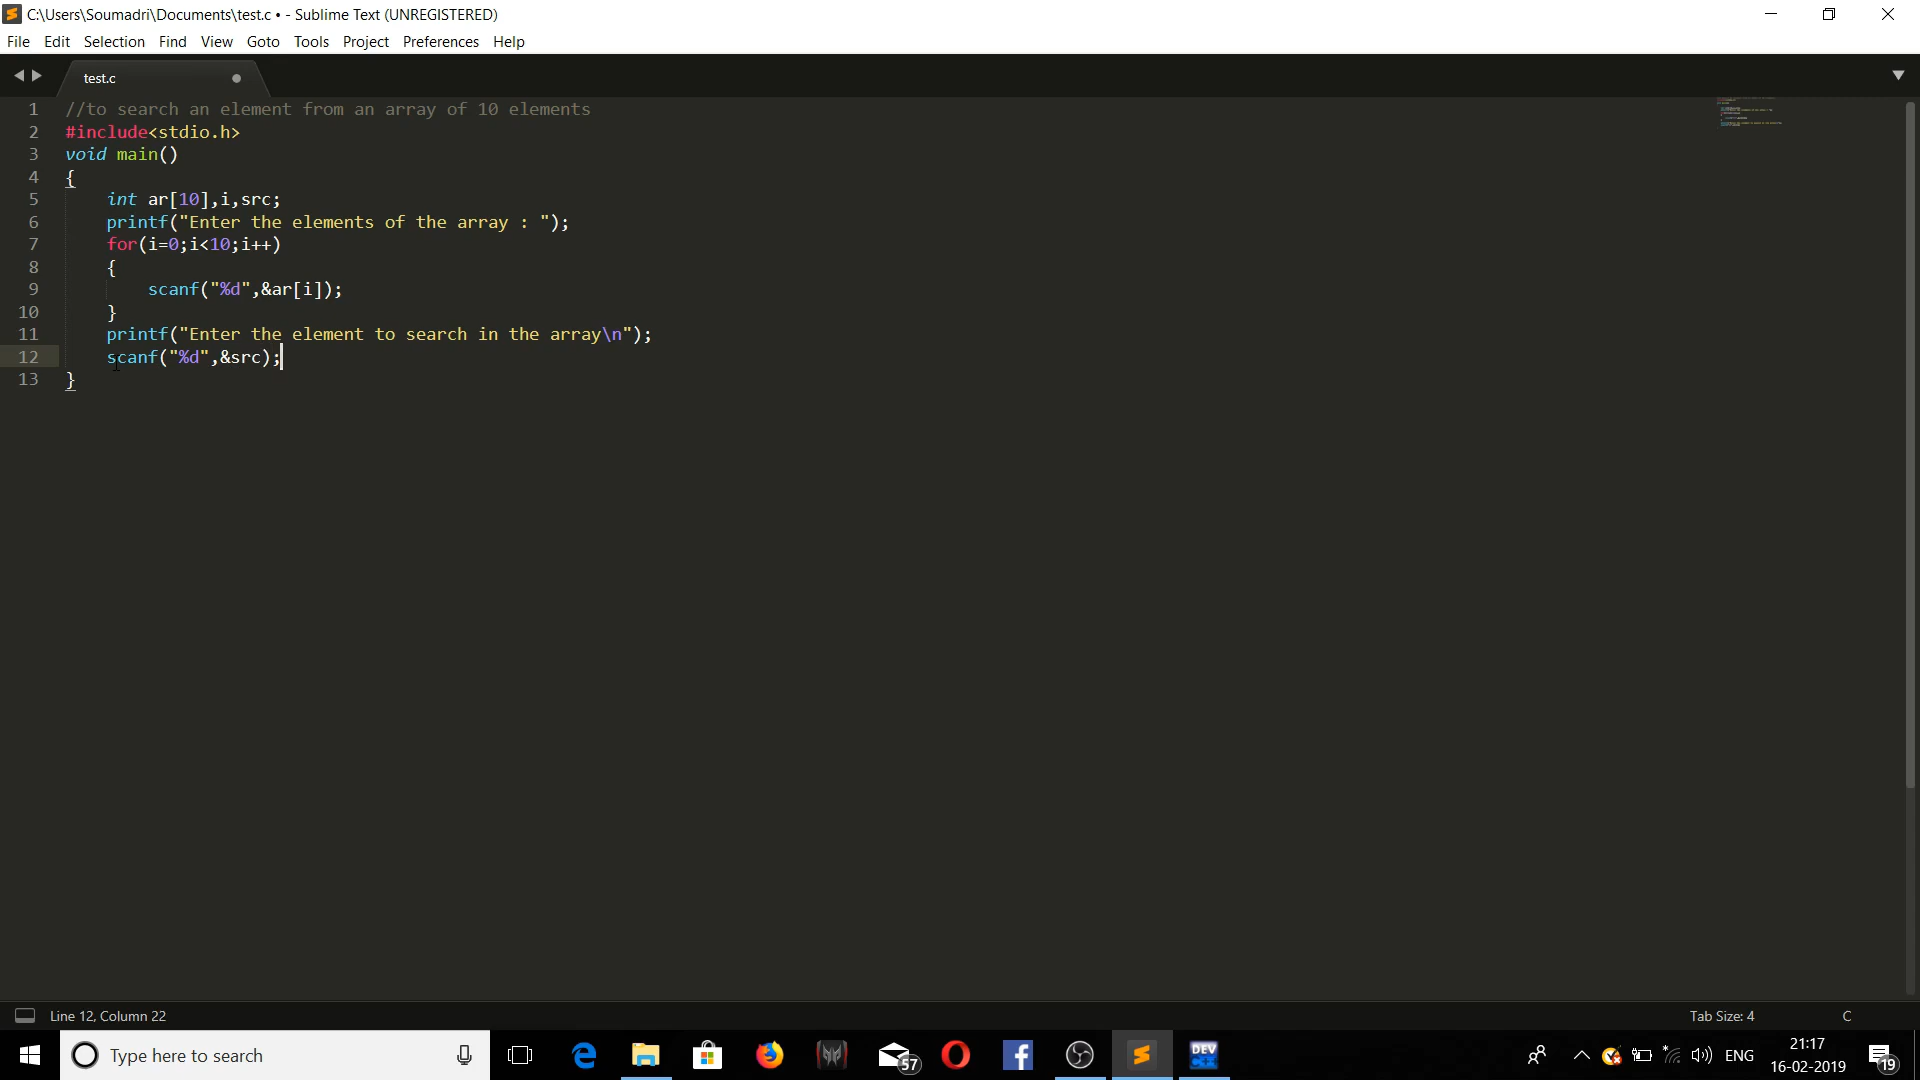 C:\Users\Soumadri\Documents\test.c • - Sublime Text (UNREGISTERED)
File Edit Selection Find View Goto Tools Project Preferences Help
test.c
1 //to search an element from an array of 10 elements
2 #include<stdio.h>
3 void main()
4 {
5 int ar[10],i,src;
6 printf("Enter the elements of the array : ");
7 for(i=0;i<10;i++)
8 {
9 scanf("%d",&ar[i]);
10 }
11 printf("Enter the element to search in the array\n");
12 scanf("%d",&src);
13 }
Line 12, Column 22 Tab Size: 4 C
Type here to search 57 DEV C++ ENG 21:17 19
16-02-2019